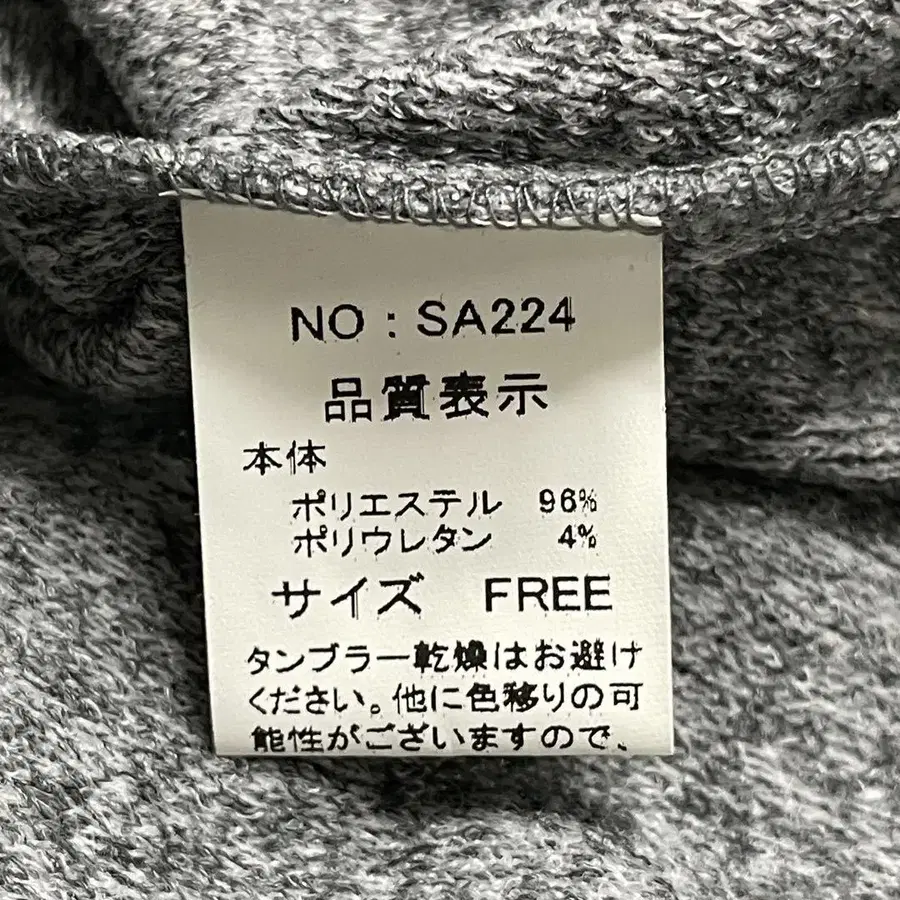 NO : SA224
品質表示
本体
ポリエステル 96%
ポリウレタン 4%
サイズ FREE
タンブラー乾燥はお避け
ください。他に色移りの可
能性がございますので、